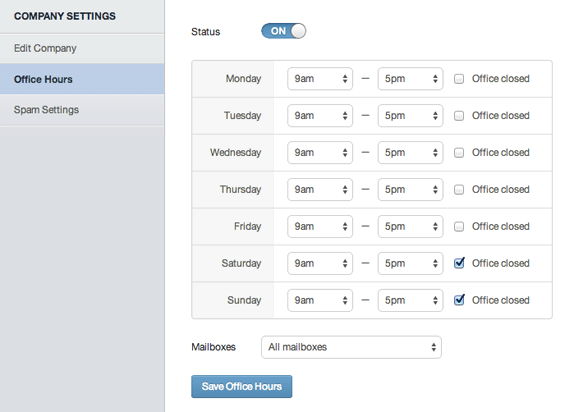 COMPANY SETTINGS
Edit Company
Office Hours
Spam Settings
Status ON
Monday 9am — 5pm Office closed
Tuesday 9am — 5pm Office closed
Wednesday 9am — 5pm Office closed
Thursday 9am — 5pm Office closed
Friday 9am — 5pm Office closed
Saturday 9am — 5pm Office closed
Sunday 9am — 5pm Office closed
Mailboxes All mailboxes
Save Office Hours